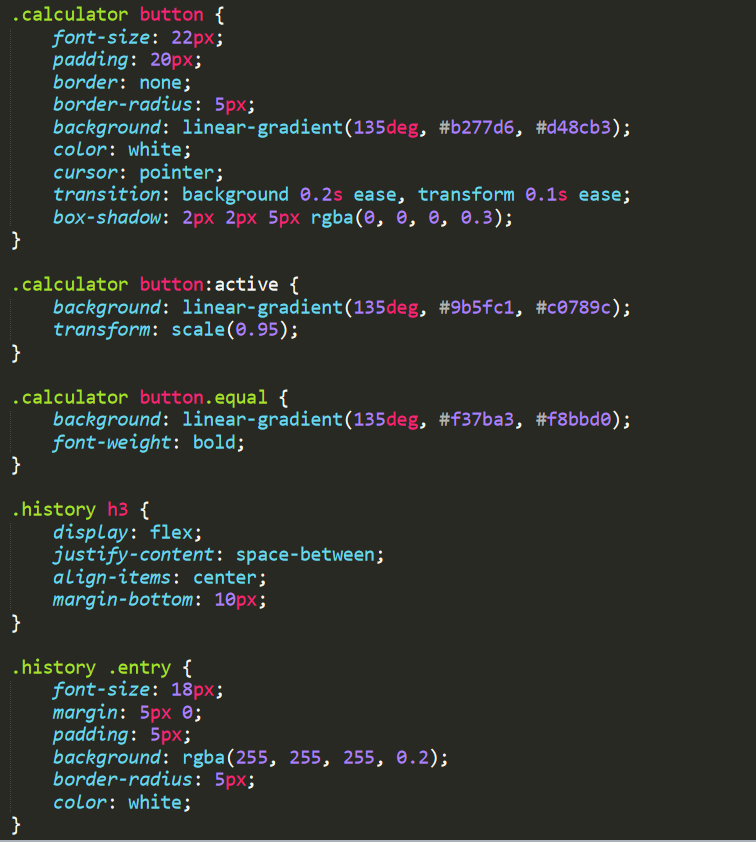 .calculator button {
    font-size: 22px;
    padding: 20px;
    border: none;
    border-radius: 5px;
    background: linear-gradient(135deg, #b277d6, #d48cb3);
    color: white;
    cursor: pointer;
    transition: background 0.2s ease, transform 0.1s ease;
    box-shadow: 2px 2px 5px rgba(0, 0, 0, 0.3);
}

.calculator button:active {
    background: linear-gradient(135deg, #9b5fc1, #c0789c);
    transform: scale(0.95);
}

.calculator button.equal {
    background: linear-gradient(135deg, #f37ba3, #f8bbd0);
    font-weight: bold;
}

.history h3 {
    display: flex;
    justify-content: space-between;
    align-items: center;
    margin-bottom: 10px;
}

.history .entry {
    font-size: 18px;
    margin: 5px 0;
    padding: 5px;
    background: rgba(255, 255, 255, 0.2);
    border-radius: 5px;
    color: white;
}